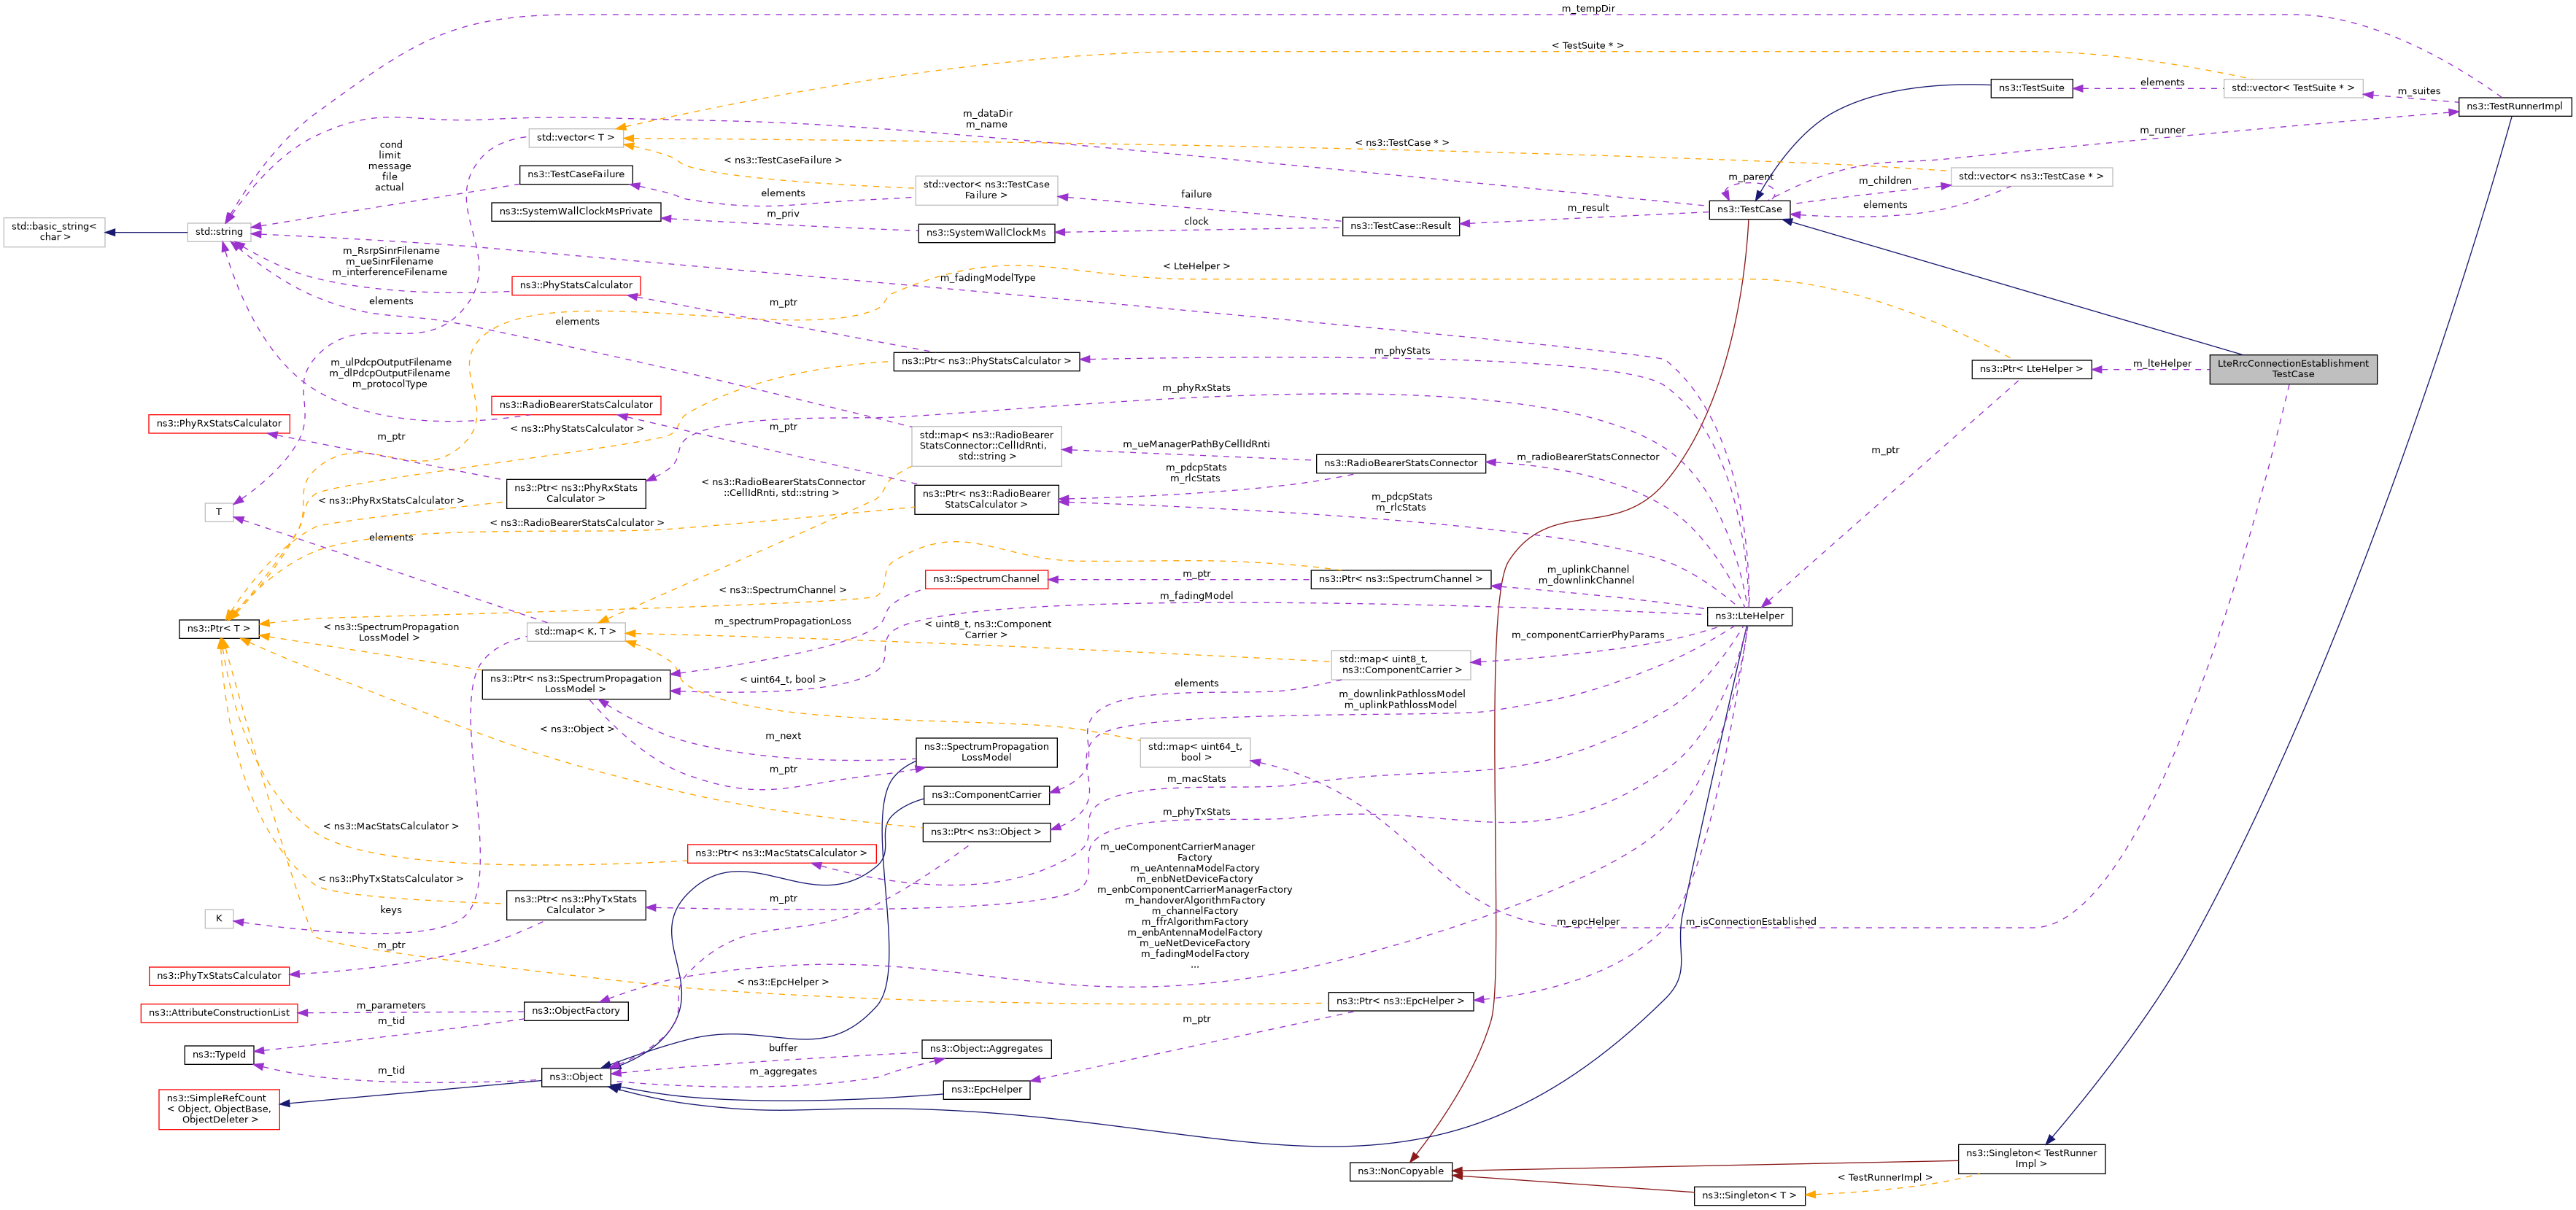 m_tempDir
< TestSuite * >
ns3::TestSuite
elements
std::vector< TestSuite * >
m_suites
ns3::TestRunnerImpl
m_dataDir
m_name
std::vector< T >
m_runner
< ns3::TestCase * >
cond
limit
message
file
actual
< ns3::TestCaseFailure >
ns3::TestCaseFailure
std::vector< ns3::TestCase
Failure >
elements
failure
m_parent
m_children
std::vector< ns3::TestCase * >
elements
ns3::SystemWallClockMsPrivate
m_priv
ns3::SystemWallClockMs
clock
ns3::TestCase::Result
m_result
ns3::TestCase
std::basic_string<
char >
std::string
m_RsrpSinrFilename
m_ueSinrFilename
m_interferenceFilename
ns3::PhyStatsCalculator
m_fadingModelType
< LteHelper >
elements
m_ptr
elements
m_ulPdcpOutputFilename
m_dlPdcpOutputFilename
m_protocolType
ns3::Ptr< ns3::PhyStatsCalculator >
m_phyStats
ns3::Ptr< LteHelper >
m_lteHelper
LteRrcConnectionEstablishment
TestCase
m_phyRxStats
ns3::RadioBearerStatsCalculator
ns3::PhyRxStatsCalculator
m_ptr
< ns3::PhyStatsCalculator >
m_ptr
std::map< ns3::RadioBearer
StatsConnector::CellIdRnti,
std::string >
m_ueManagerPathByCellIdRnti
ns3::RadioBearerStatsConnector
m_radioBearerStatsConnector
m_ptr
m_pdcpStats
m_rlcStats
ns3::Ptr< ns3::PhyRxStats
Calculator >
< ns3::RadioBearerStatsConnector
::CellIdRnti, std::string >
ns3::Ptr< ns3::RadioBearer
StatsCalculator >
m_pdcpStats
m_rlcStats
< ns3::PhyRxStatsCalculator >
T
< ns3::RadioBearerStatsCalculator >
elements
< ns3::SpectrumChannel >
ns3::SpectrumChannel
m_ptr
ns3::Ptr< ns3::SpectrumChannel >
m_uplinkChannel
m_downlinkChannel
m_fadingModel
ns3::LteHelper
ns3::Ptr< T >
< ns3::SpectrumPropagation
LossModel >
std::map< K, T >
m_spectrumPropagationLoss
< uint8_t, ns3::Component
Carrier >
m_componentCarrierPhyParams
std::map< uint8_t,
ns3::ComponentCarrier >
ns3::Ptr< ns3::SpectrumPropagation
LossModel >
< uint64_t, bool >
elements
m_downlinkPathlossModel
m_uplinkPathlossModel
< ns3::Object >
m_next
ns3::SpectrumPropagation
LossModel
std::map< uint64_t,
bool >
m_ptr
m_macStats
ns3::ComponentCarrier
m_phyTxStats
ns3::Ptr< ns3::Object >
< ns3::MacStatsCalculator >
ns3::Ptr< ns3::MacStatsCalculator >
m_ueComponentCarrierManager
Factory
m_ueAntennaModelFactory
m_enbNetDeviceFactory
m_enbComponentCarrierManagerFactory
m_handoverAlgorithmFactory
m_channelFactory
m_ffrAlgorithmFactory
m_enbAntennaModelFactory
m_ueNetDeviceFactory
m_fadingModelFactory
...
< ns3::PhyTxStatsCalculator >
ns3::Ptr< ns3::PhyTxStats
Calculator >
m_ptr
K
keys
m_epcHelper
m_isConnectionEstablished
m_ptr
ns3::PhyTxStatsCalculator
< ns3::EpcHelper >
ns3::Ptr< ns3::EpcHelper >
m_parameters
ns3::AttributeConstructionList
m_tid
ns3::ObjectFactory
m_ptr
ns3::TypeId
buffer
ns3::Object::Aggregates
m_tid
ns3::Object
m_aggregates
ns3::EpcHelper
ns3::SimpleRefCount
< Object, ObjectBase,
ObjectDeleter >
ns3::NonCopyable
ns3::Singleton< TestRunner
Impl >
< TestRunnerImpl >
ns3::Singleton< T >